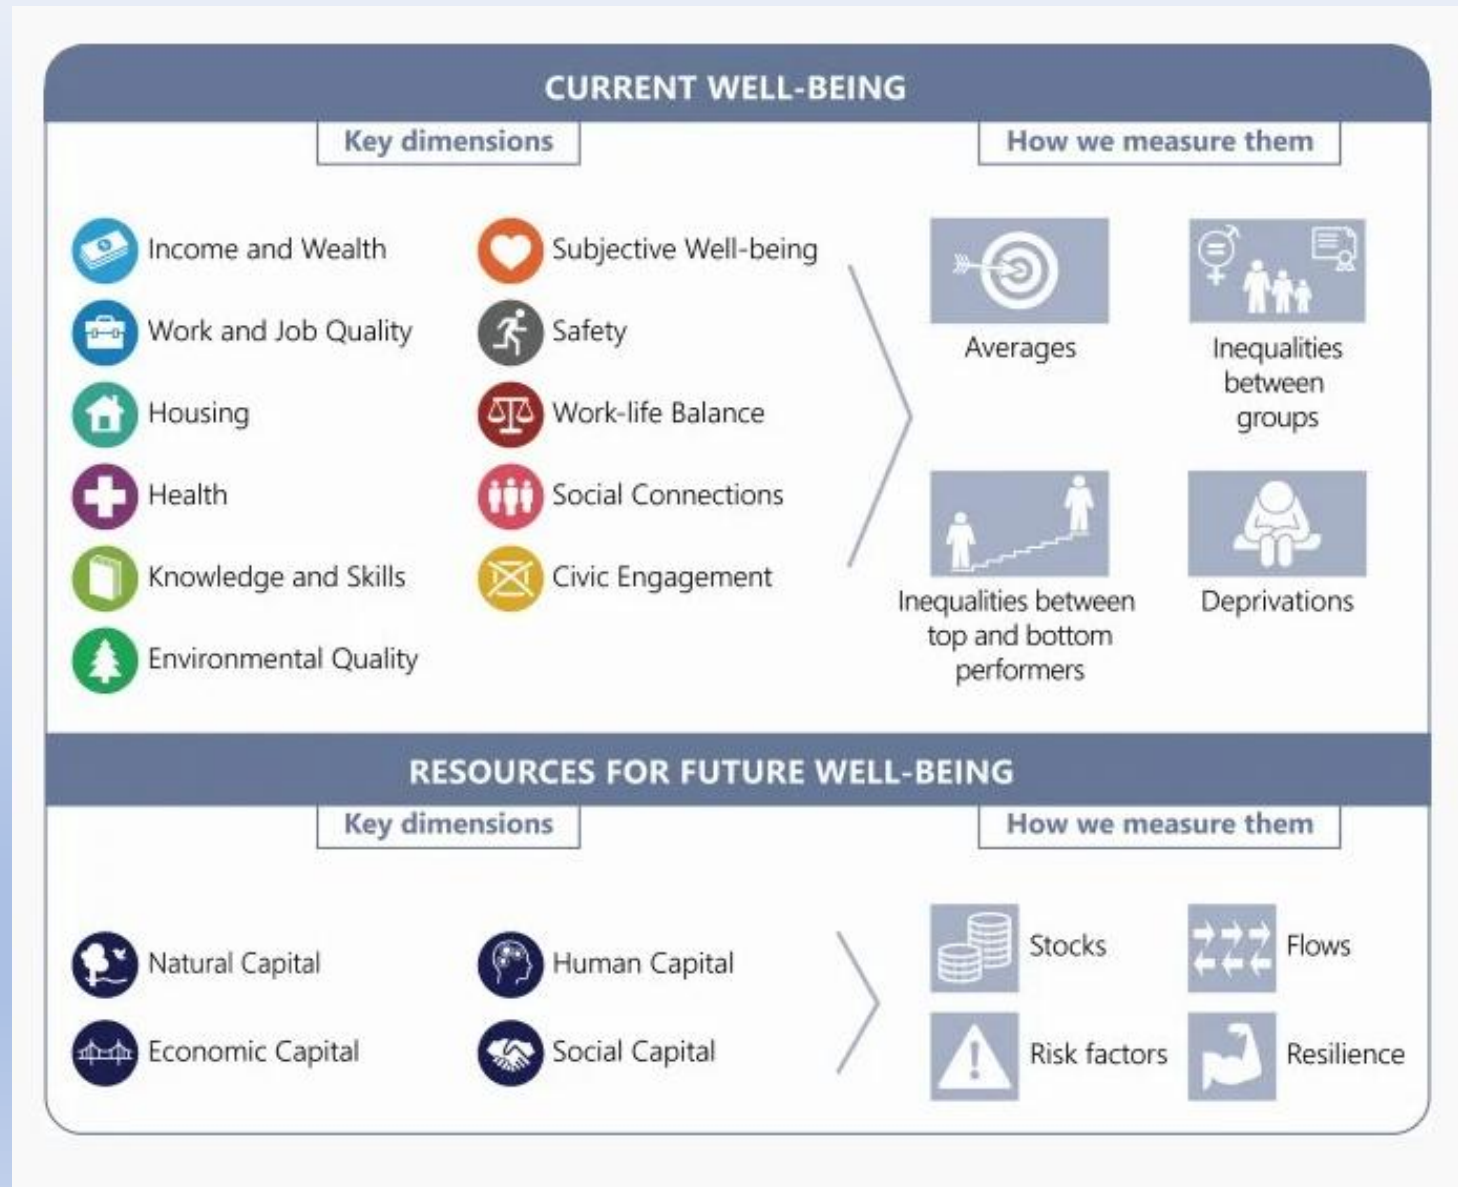 CURRENT WELL-BEING
Key dimensions
How we measure them
Income and Wealth
Work and Job Quality
Housing
Health
Knowledge and Skills
Environmental Quality
Subjective Well-being
Safety
Work-life Balance
Social Connections
Civic Engagement
Averages
Inequalities
between
groups
Inequalities between
top and bottom
performers
Deprivations
RESOURCES FOR FUTURE WELL-BEING
Key dimensions
How we measure them
Natural Capital
Economic Capital
Human Capital
Social Capital
Stocks
Flows
Risk factors
Resilience